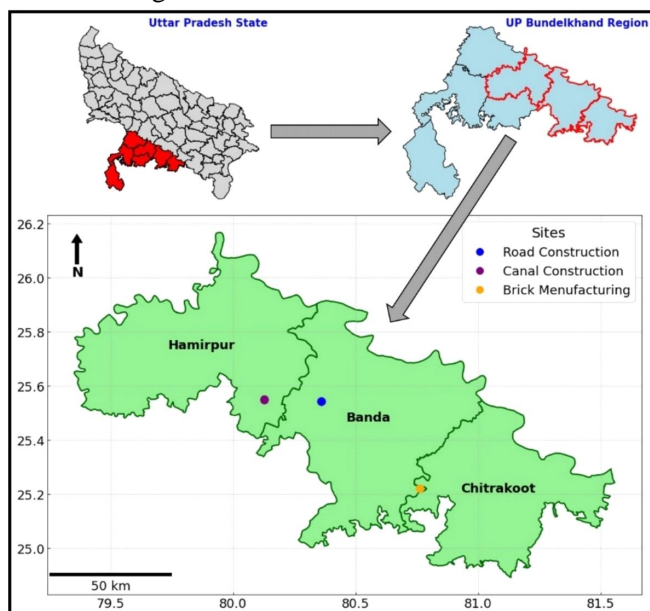 Uttar Pradesh State
UP Bundelkhand Region
26.2
26.0
25.8
25.6
25.4
25.2
25.0
N
Sites
Road Construction
Canal Construction
Brick Menufacturing
Hamirpur
Banda
Chitrakoot
50 km
79.5
80.0
80.5
81.0
81.5